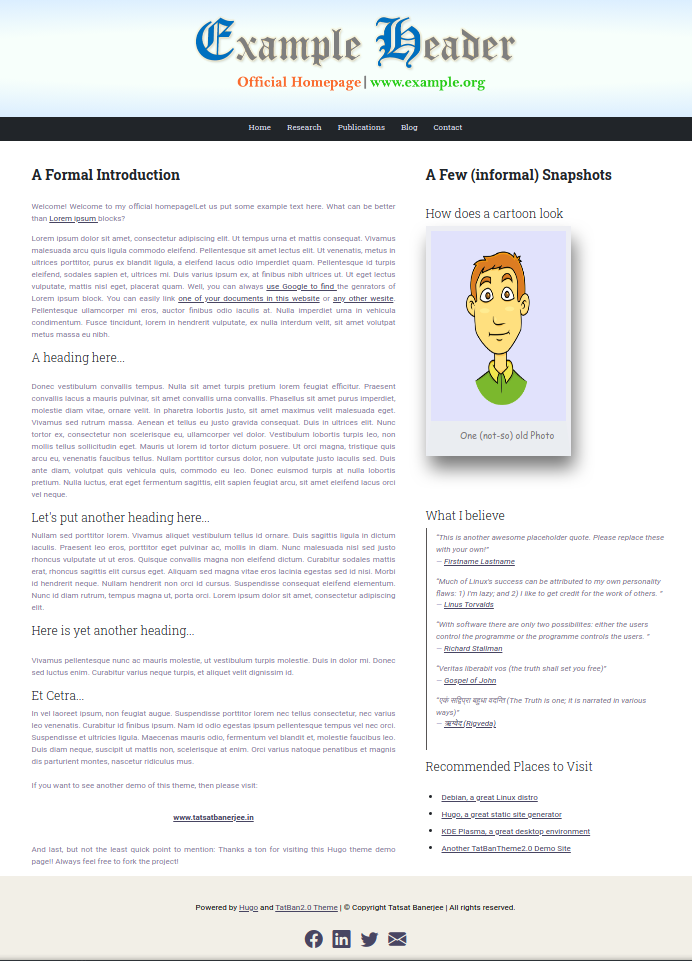 Example Header
Official Homepage | www.example.org
Home Research Publications Blog Contact
A Formal Introduction
Welcome! Welcome to my official homepage!Let us put some example text here. What can be better
than Lorem ipsum blocks?
Lorem ipsum dolor sit amet, consectetur adipiscing elit. Ut tempus urna et mattis consequat. Vivamus
malesuada arcu quis ligula commodo eleifend. Pellentesque sit amet lectus elit. Ut venenatis, metus in
ultrices porttitor, purus ex blandit ligula, a eleifend lacus odio imperdiet quam. Pellentesque id turpis
eleifend, sodales sapien et, ultrices mi. Duis varius ipsum ex, at finibus nibh ultrices ut. Ut eget lectus
vulputate, mattis nisl eget, placerat quam. Well, you can always use Google to find the genrators of
Lorem ipsum block. You can easily link one of your documents in this website or any other wesite.
Pellentesque ullamcorper mi eros, auctor finibus odio iaculis at. Nulla imperdiet urna in vehicula
condimentum. Fusce tincidunt, lorem in hendrerit vulputate, ex nulla interdum velit, sit amet volutpat
metus massa eu nibh.
A heading here...
Donec vestibulum convallis tempus. Nulla sit amet turpis pretium lorem feugiat efficitur. Praesent
convallis lacus a mauris pulvinar, sit amet convallis urna convallis. Phasellus sit amet purus imperdiet,
molestie diam vitae, ornare velit. In pharetra lobortis justo, sit amet maximus velit malesuada eget.
Vivamus sed rutrum massa. Aenean et tellus eu justo gravida consequat. Duis in ultrices elit. Nunc
tortor ex, consectetur non scelerisque eu, ullamcorper vel dolor. Vestibulum lobortis turpis leo, non
mollis tellus sollicitudin eget. Mauris ut lorem id tortor dictum posuere. Ut orci magna, tristique quis
arcu eu, venenatis faucibus tellus. Nullam porttitor cursus dolor, non vulputate justo iaculis sed. Duis
ante diam, volutpat quis vehicula quis, commodo eu leo. Donec euismod turpis at nulla lobortis
pretium. Nulla luctus, erat eget fermentum sagittis, elit sapien feugiat arcu, sit amet eleifend lacus orci
vel neque.
Let's put another heading here...
Nullam sed porttitor lorem. Vivamus aliquet vestibulum tellus id ornare. Duis sagittis ligula in dictum
iaculis. Praesent leo eros, porttitor eget pulvinar ac, mollis in diam. Nunc malesuada nisl sed justo
rhoncus vulputate ut ut eros. Quisque convallis magna non eleifend dictum. Curabitur sodales mattis
erat, rhoncus sagittis elit cursus eget. Aliquam sed magna vitae eros lacinia egestas sed id nisi. Morbi
id hendrerit neque. Nullam hendrerit non orci id cursus. Suspendisse consequat eleifend elementum.
Nunc id diam rutrum, tempus magna ut, porta orci. Lorem ipsum dolor sit amet, consectetur adipiscing
elit.
Here is yet another heading...
Vivamus pellentesque nunc ac mauris molestie, ut vestibulum turpis molestie. Duis in dolor mi. Donec
sed luctus enim. Curabitur varius neque turpis, et aliquet velit dignissim id.
Et Cetra...
In vel laoreet ipsum, non feugiat augue. Suspendisse porttitor lorem nec tellus consectetur, nec varius
leo venenatis. Curabitur id finibus ipsum. Nam id odio egestas ipsum pellentesque tempus vel nec orci.
Suspendisse et ultricies ligula. Maecenas mauris odio, fermentum vel blandit et, molestie faucibus leo.
Duis diam neque, suscipit ut mattis non, scelerisque at enim. Orci varius natoque penatibus et magnis
dis parturient montes, nascetur ridiculus mus.
If you want to see another demo of this theme, then please visit:
www.tatsatbanerjee.in
And last, but not the least quick point to mention: Thanks a ton for visiting this Hugo theme demo
page!! Always feel free to fork the project!
A Few (informal) Snapshots
How does a cartoon look
One (not-so) old Photo
What I believe
"This is another awesome placeholder quote. Please replace these
with your own!"
— Firstname Lastname
"Much of Linux's success can be attributed to my own personality
flaws: 1) I'm lazy; and 2) I like to get credit for the work of others. "
— Linus Torvalds
"With software there are only two possibilites: either the users
control the programme or the programme controls the users. "
— Richard Stallman
"Veritas liberabit vos (the truth shall set you free)"
— Gospel of John
"एकं सद्विप्रा बहुधा वदन्ति (The Truth is one; it is narrated in various
ways)"
— ऋग्वेद (Rigveda)
Recommended Places to Visit
Debian, a great Linux distro
Hugo, a great static site generator
KDE Plasma, a great desktop environment
Another TatBanTheme2.0 Demo Site
Powered by Hugo and TatBan2.0 Theme | © Copyright Tatsat Banerjee | All rights reserved.